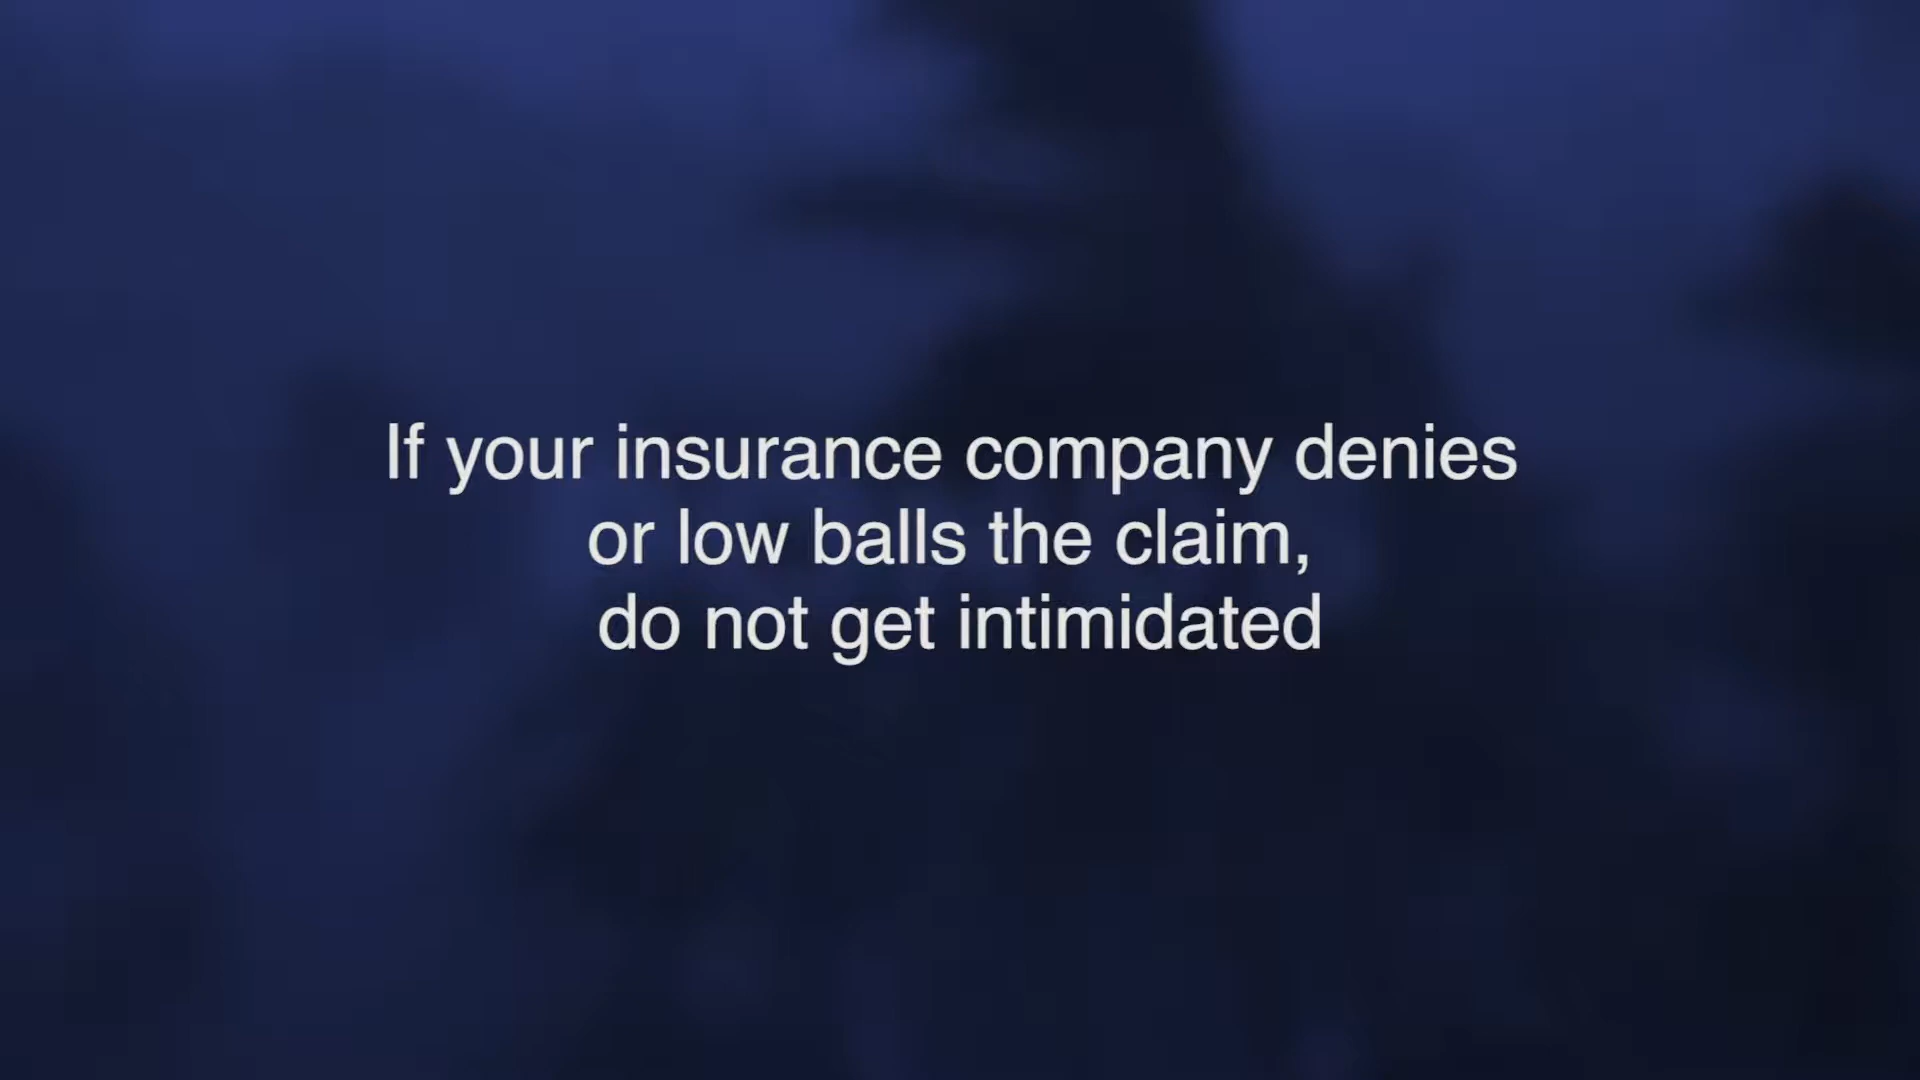 If your insurance company denies
or low balls the claim,
do not get intimidated